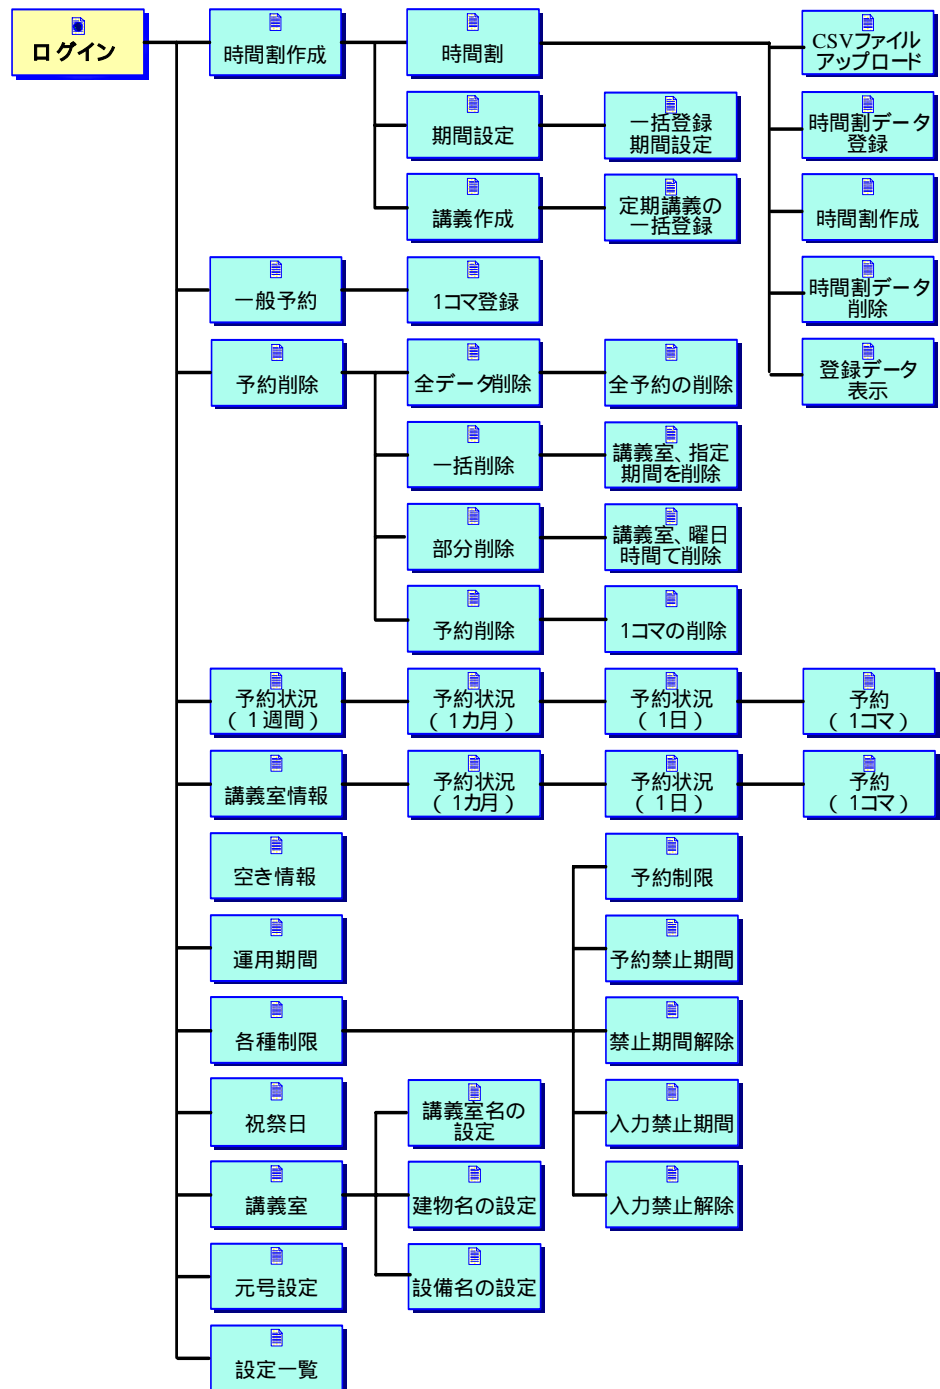 ログイン
時間割作成
時間割
CSVファイル
アップロード
期間設定
一括登録
期間設定
時間割データ
登録
講義作成
定期講義の
一括登録
時間割作成
一般予約
1コマ登録
時間割データ
削除
予約削除
全データ削除
全予約の削除
登録データ
表示
一括削除
講義室、指定
期間を削除
部分削除
講義室、曜日
時間て削除
予約削除
1コマの削除
予約状況
(1週間)
予約状況
(1カ月)
予約状況
(1日)
予約
(1コマ)
講義室情報
予約状況
(1カ月)
予約状況
(1日)
予約
(1コマ)
空き情報
予約制限
運用期間
予約禁止期間
各種制限
禁止期間解除
祝祭日
講義室名の
設定
入力禁止期間
講義室
建物名の設定
入力禁止解除
元号設定
設備名の設定
設定一覧